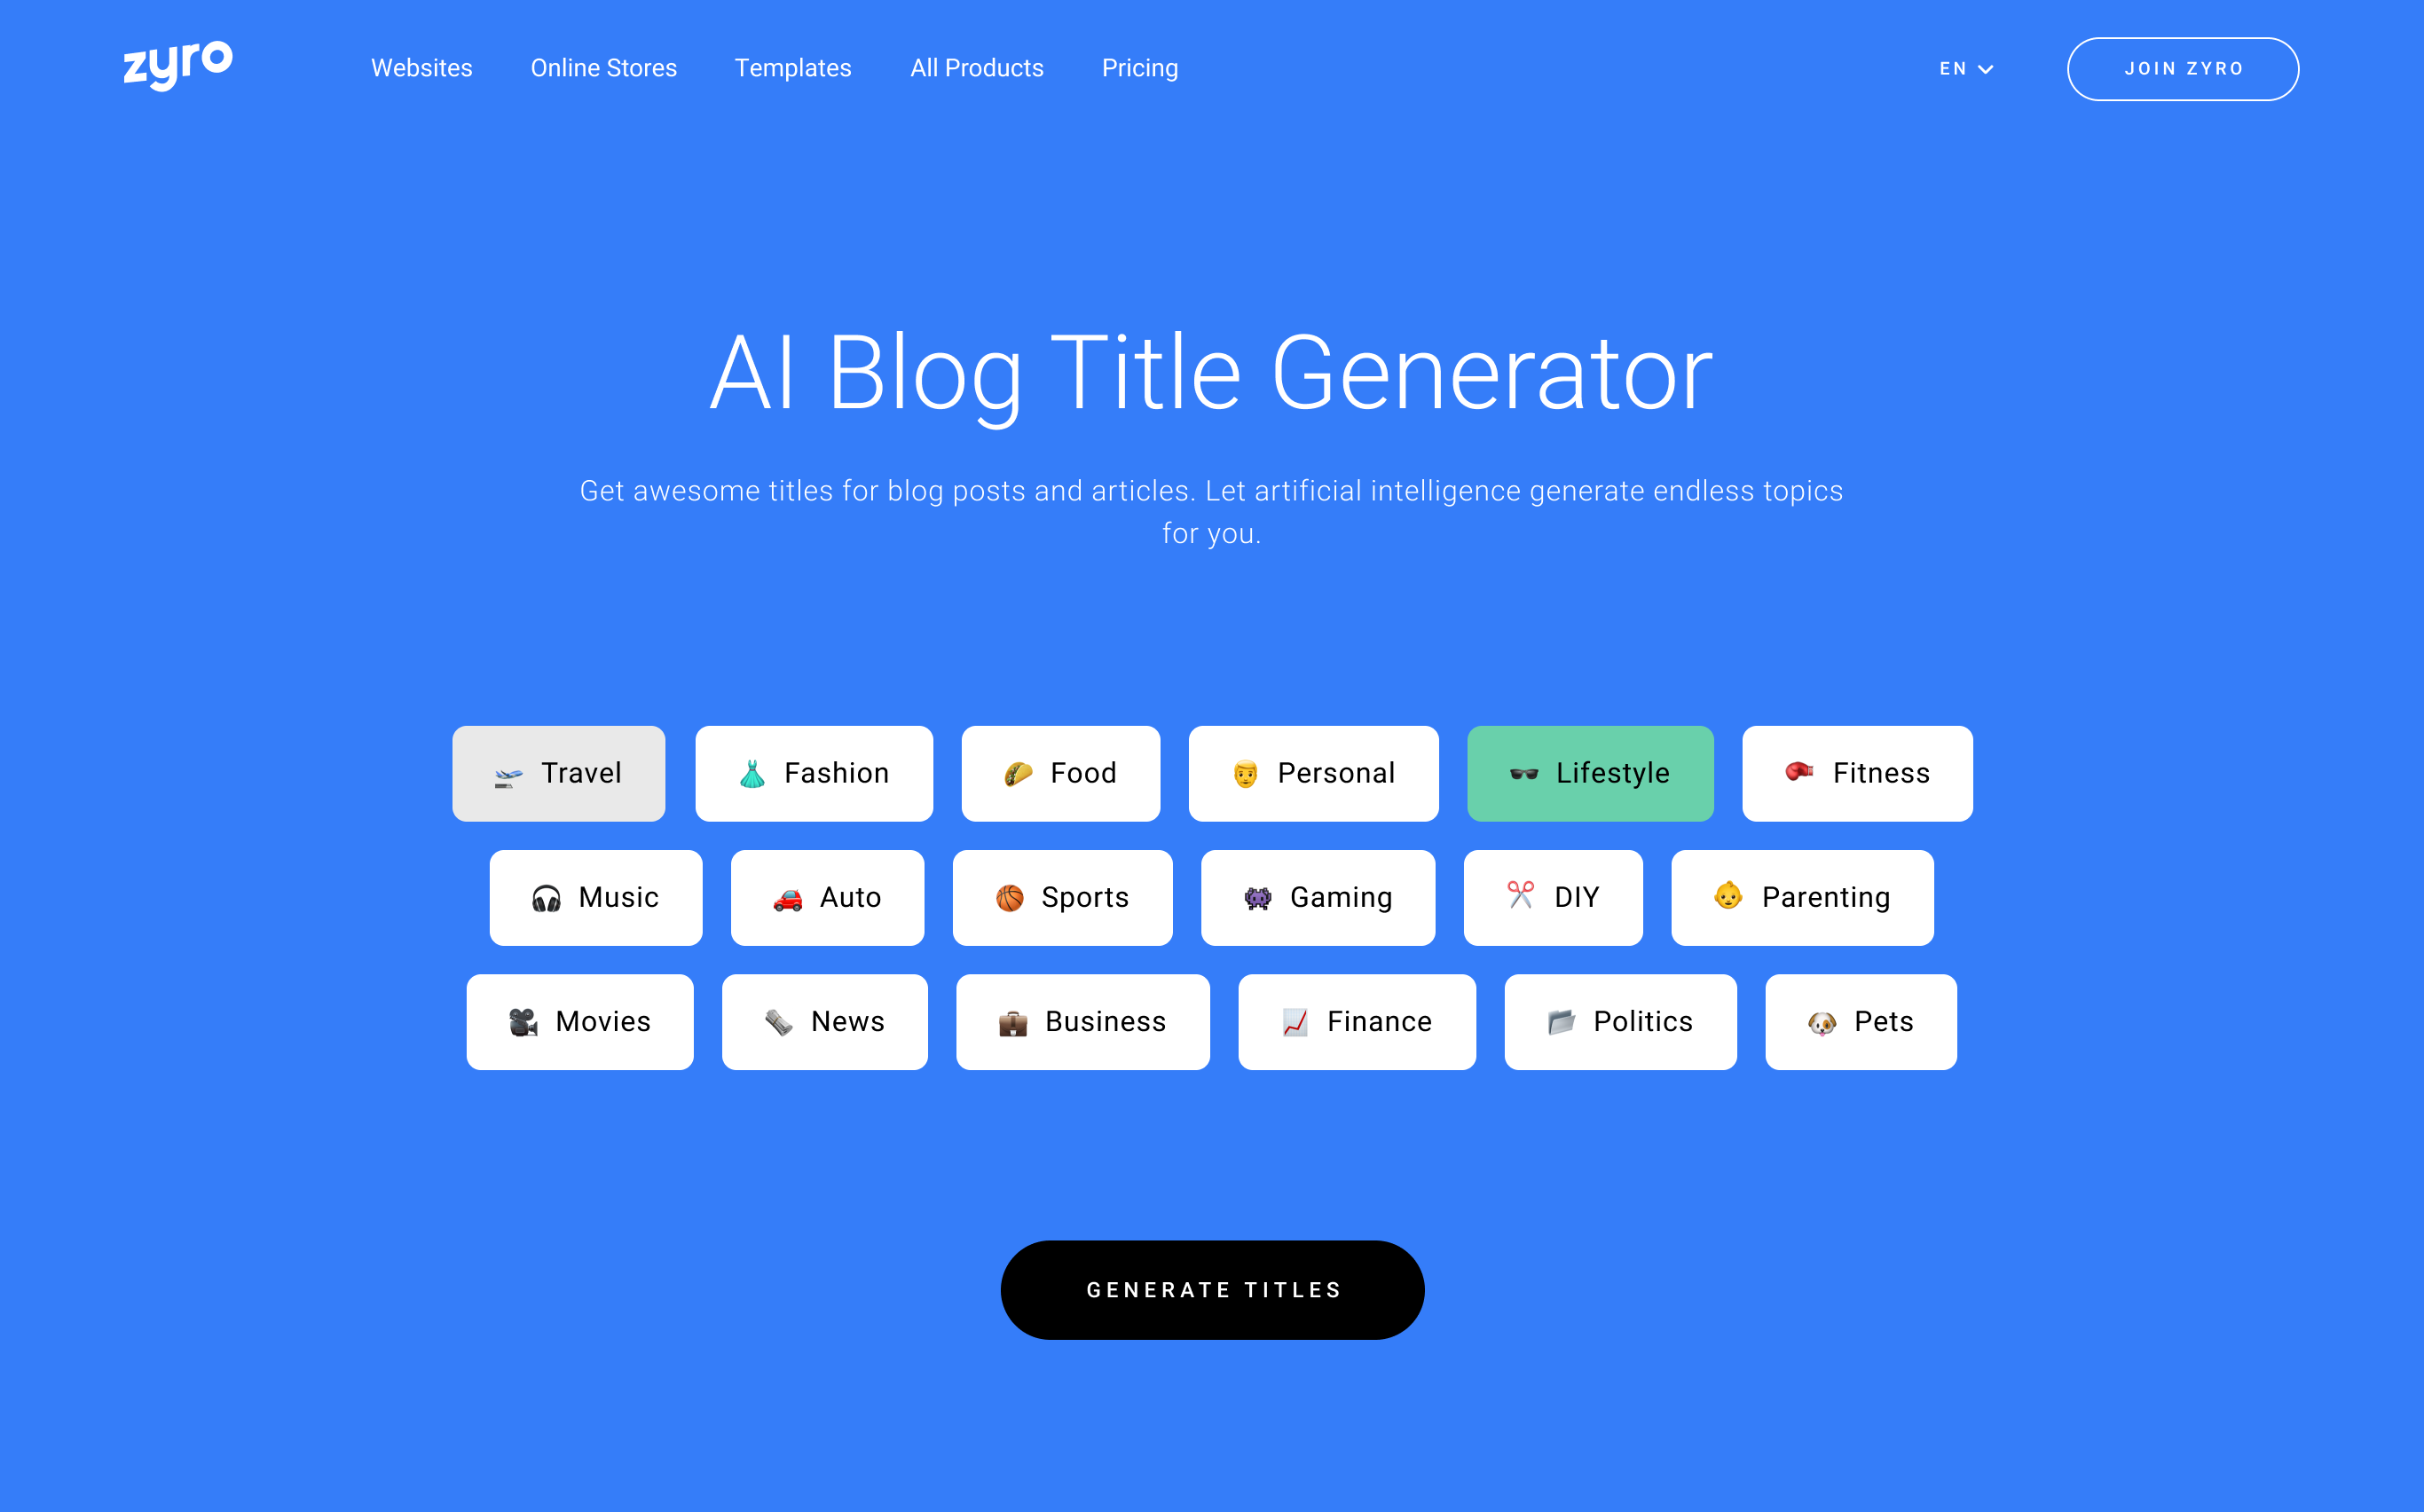 zyro
Websites Online Stores Templates All Products Pricing EN JOIN ZYRO
AI Blog Title Generator
Get awesome titles for blog posts and articles. Let artificial intelligence generate endless topics
for you.
Travel Fashion Food Personal Lifestyle Fitness
Music Auto Sports Gaming DIY Parenting
Movies News Business Finance Politics Pets
GENERATE TITLES